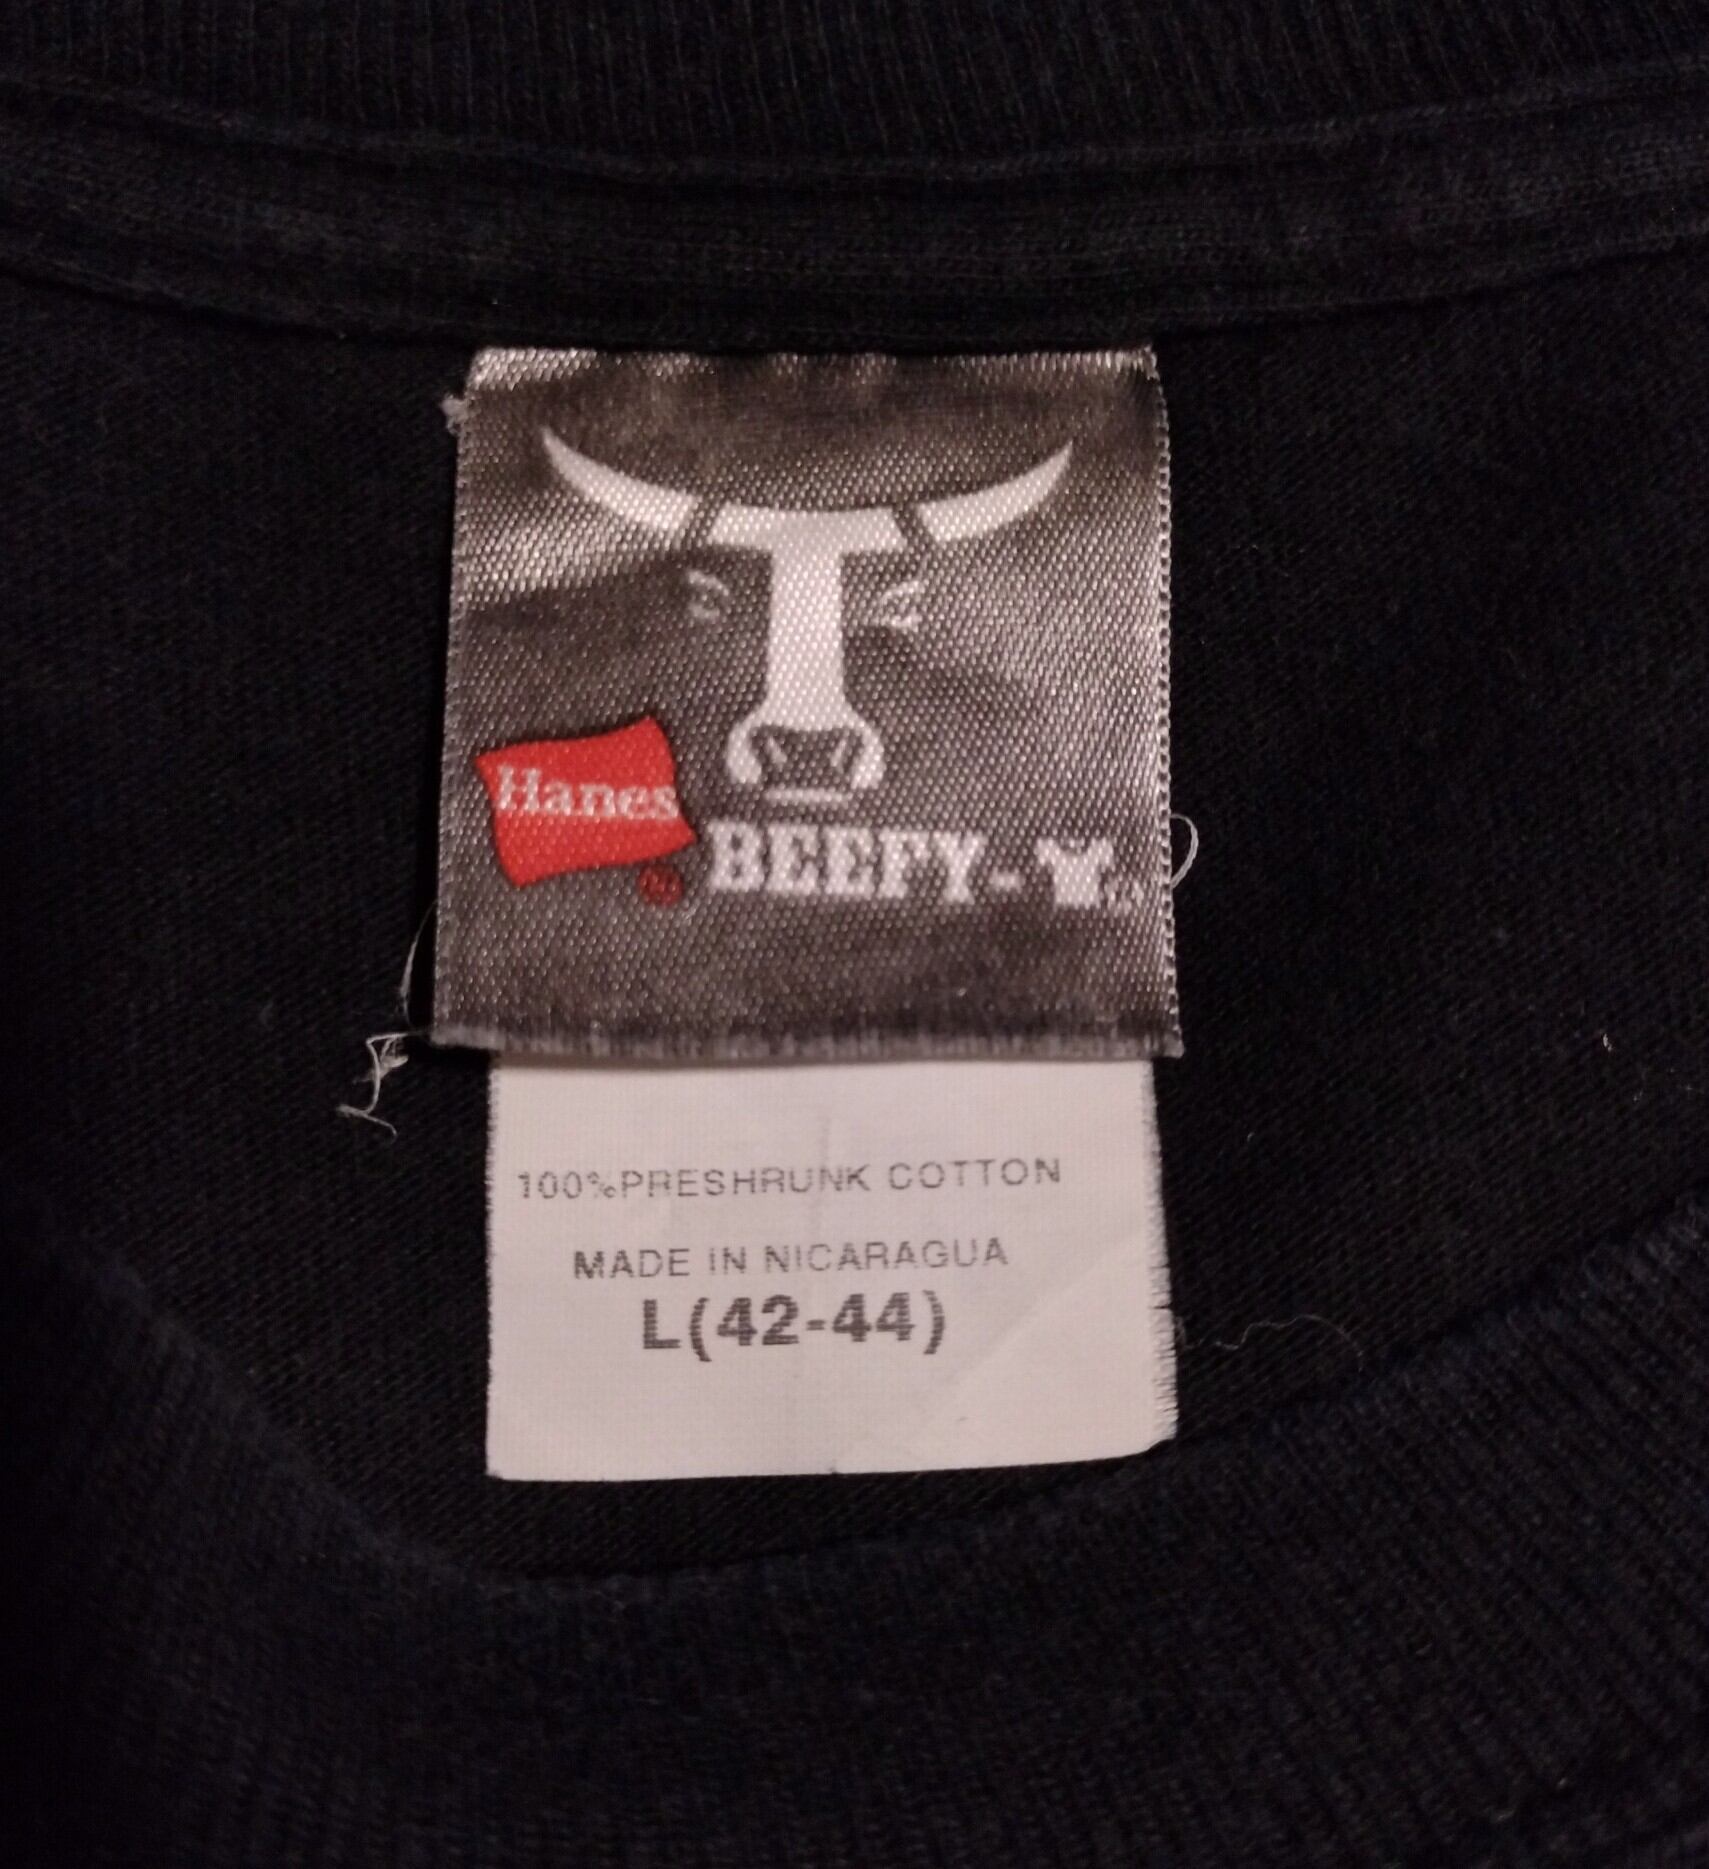 Hanes
®
BEEFY-T
100%PRESHRUNK COTTON
MADE IN NICARAGUA
L(42-44)